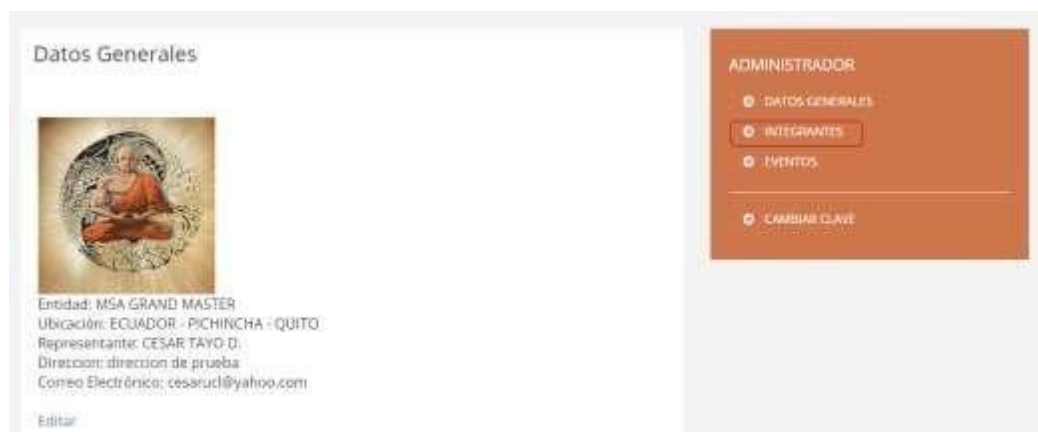 Datos Generales
Entidad: MSA GRAND MASTER
Ubicación: ECUADOR - PICHINCHA - QUITO
Representante: CESAR TAYO D.
Direccion: direccion de prueba
Correo Electrónico: cesarucl@yahoo.com
Editar
ADMINISTRADOR
DATOS GENERALES
INTEGRANTES
EVENTOS
CAMBIAR CLAVE